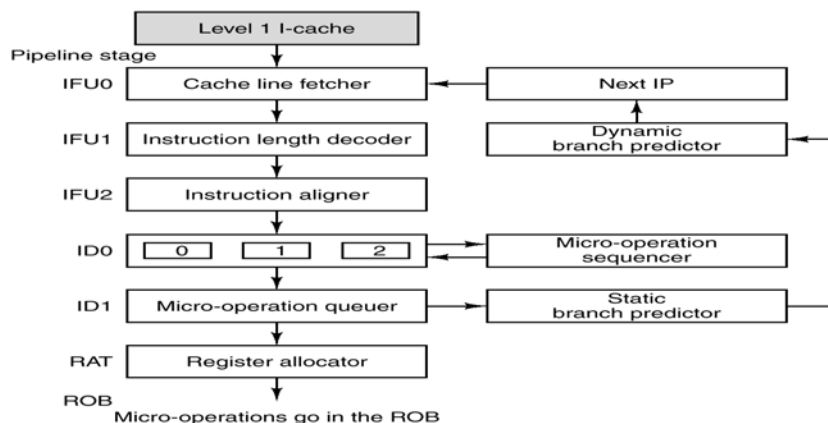 Level 1 I-cache
Pipeline stage
IFU0
Cache line fetcher
Next IP
IFU1
Instruction length decoder
Dynamic
branch predictor
IFU2
Instruction aligner
ID0
0
1
2
Micro-operation
sequencer
ID1
Micro-operation queuer
Static
branch predictor
RAT
Register allocator
ROB
Micro-operations go in the ROB